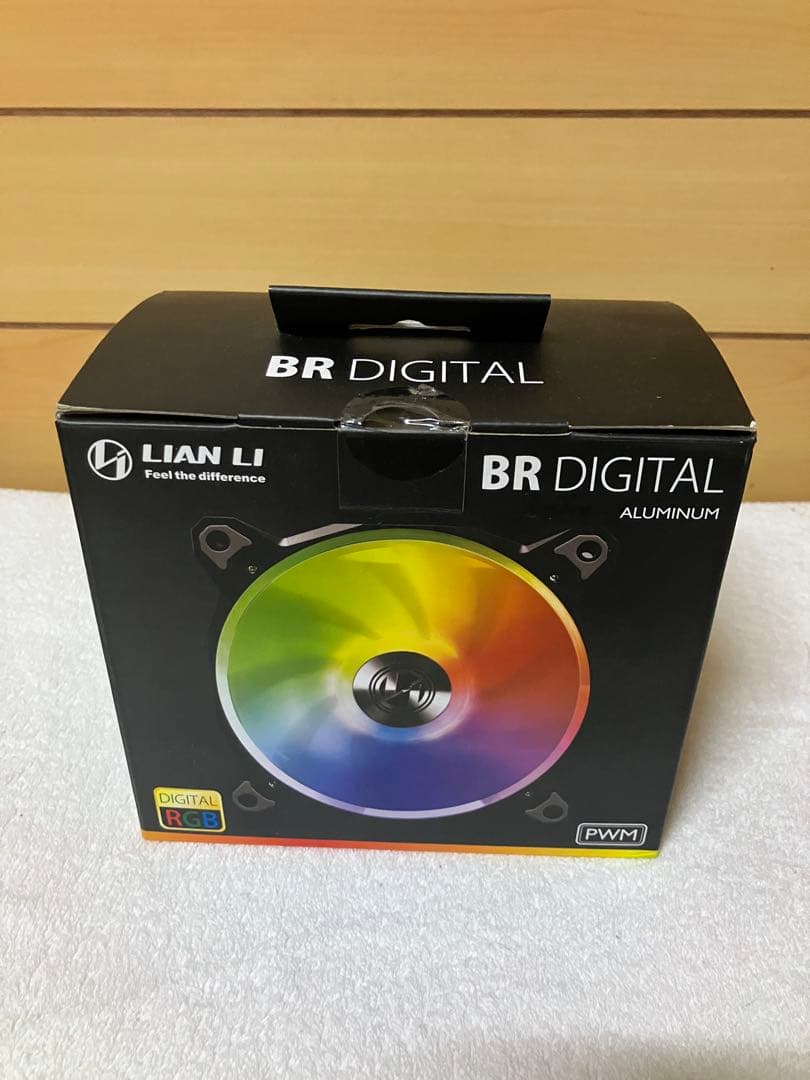 BR DIGITAL
LIAN LI
Feel the difference
BR DIGITAL
ALUMINUM
DIGITAL
RGB
PWM